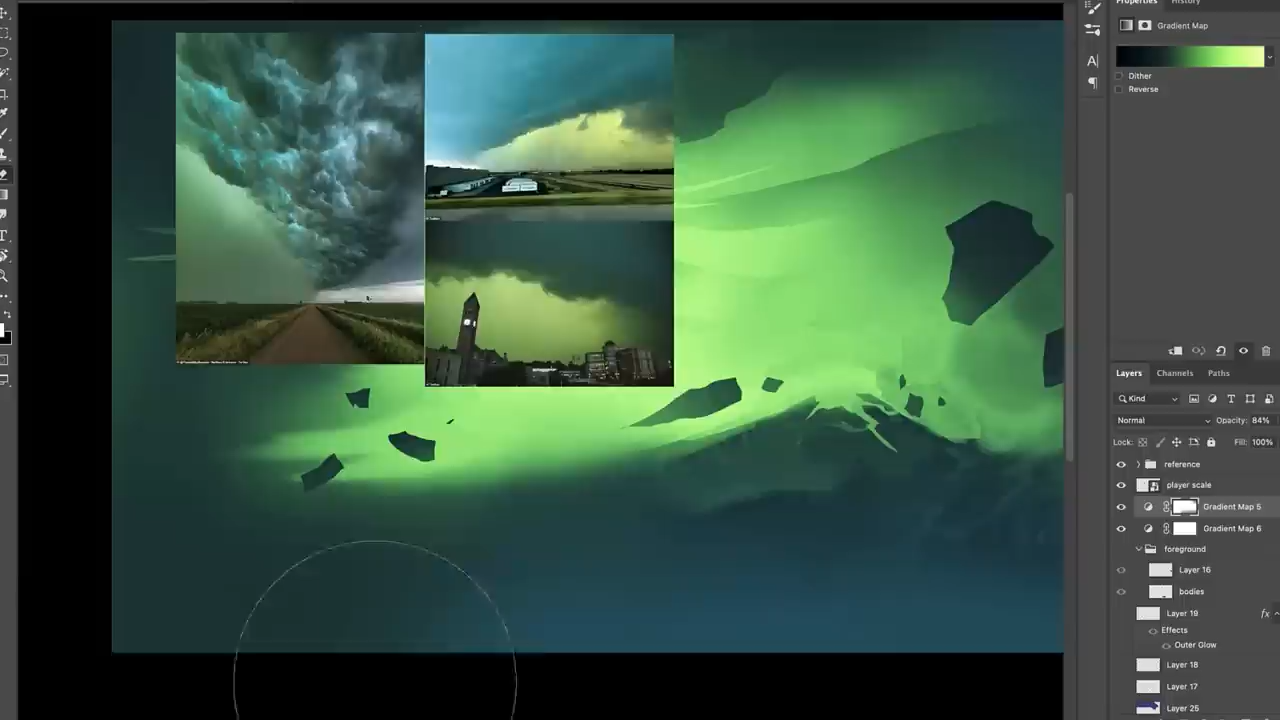 Properties
History
Gradient Map
Dither
Reverse
Layers Channels Paths
Kind
Normal Opacity: 84%
Lock: Fill: 100%
reference
player scale
Gradient Map 5
Gradient Map 6
foreground
Layer 16
bodies
Layer 19 fx
Effects
Outer Glow
Layer 18
Layer 17
Layer 25